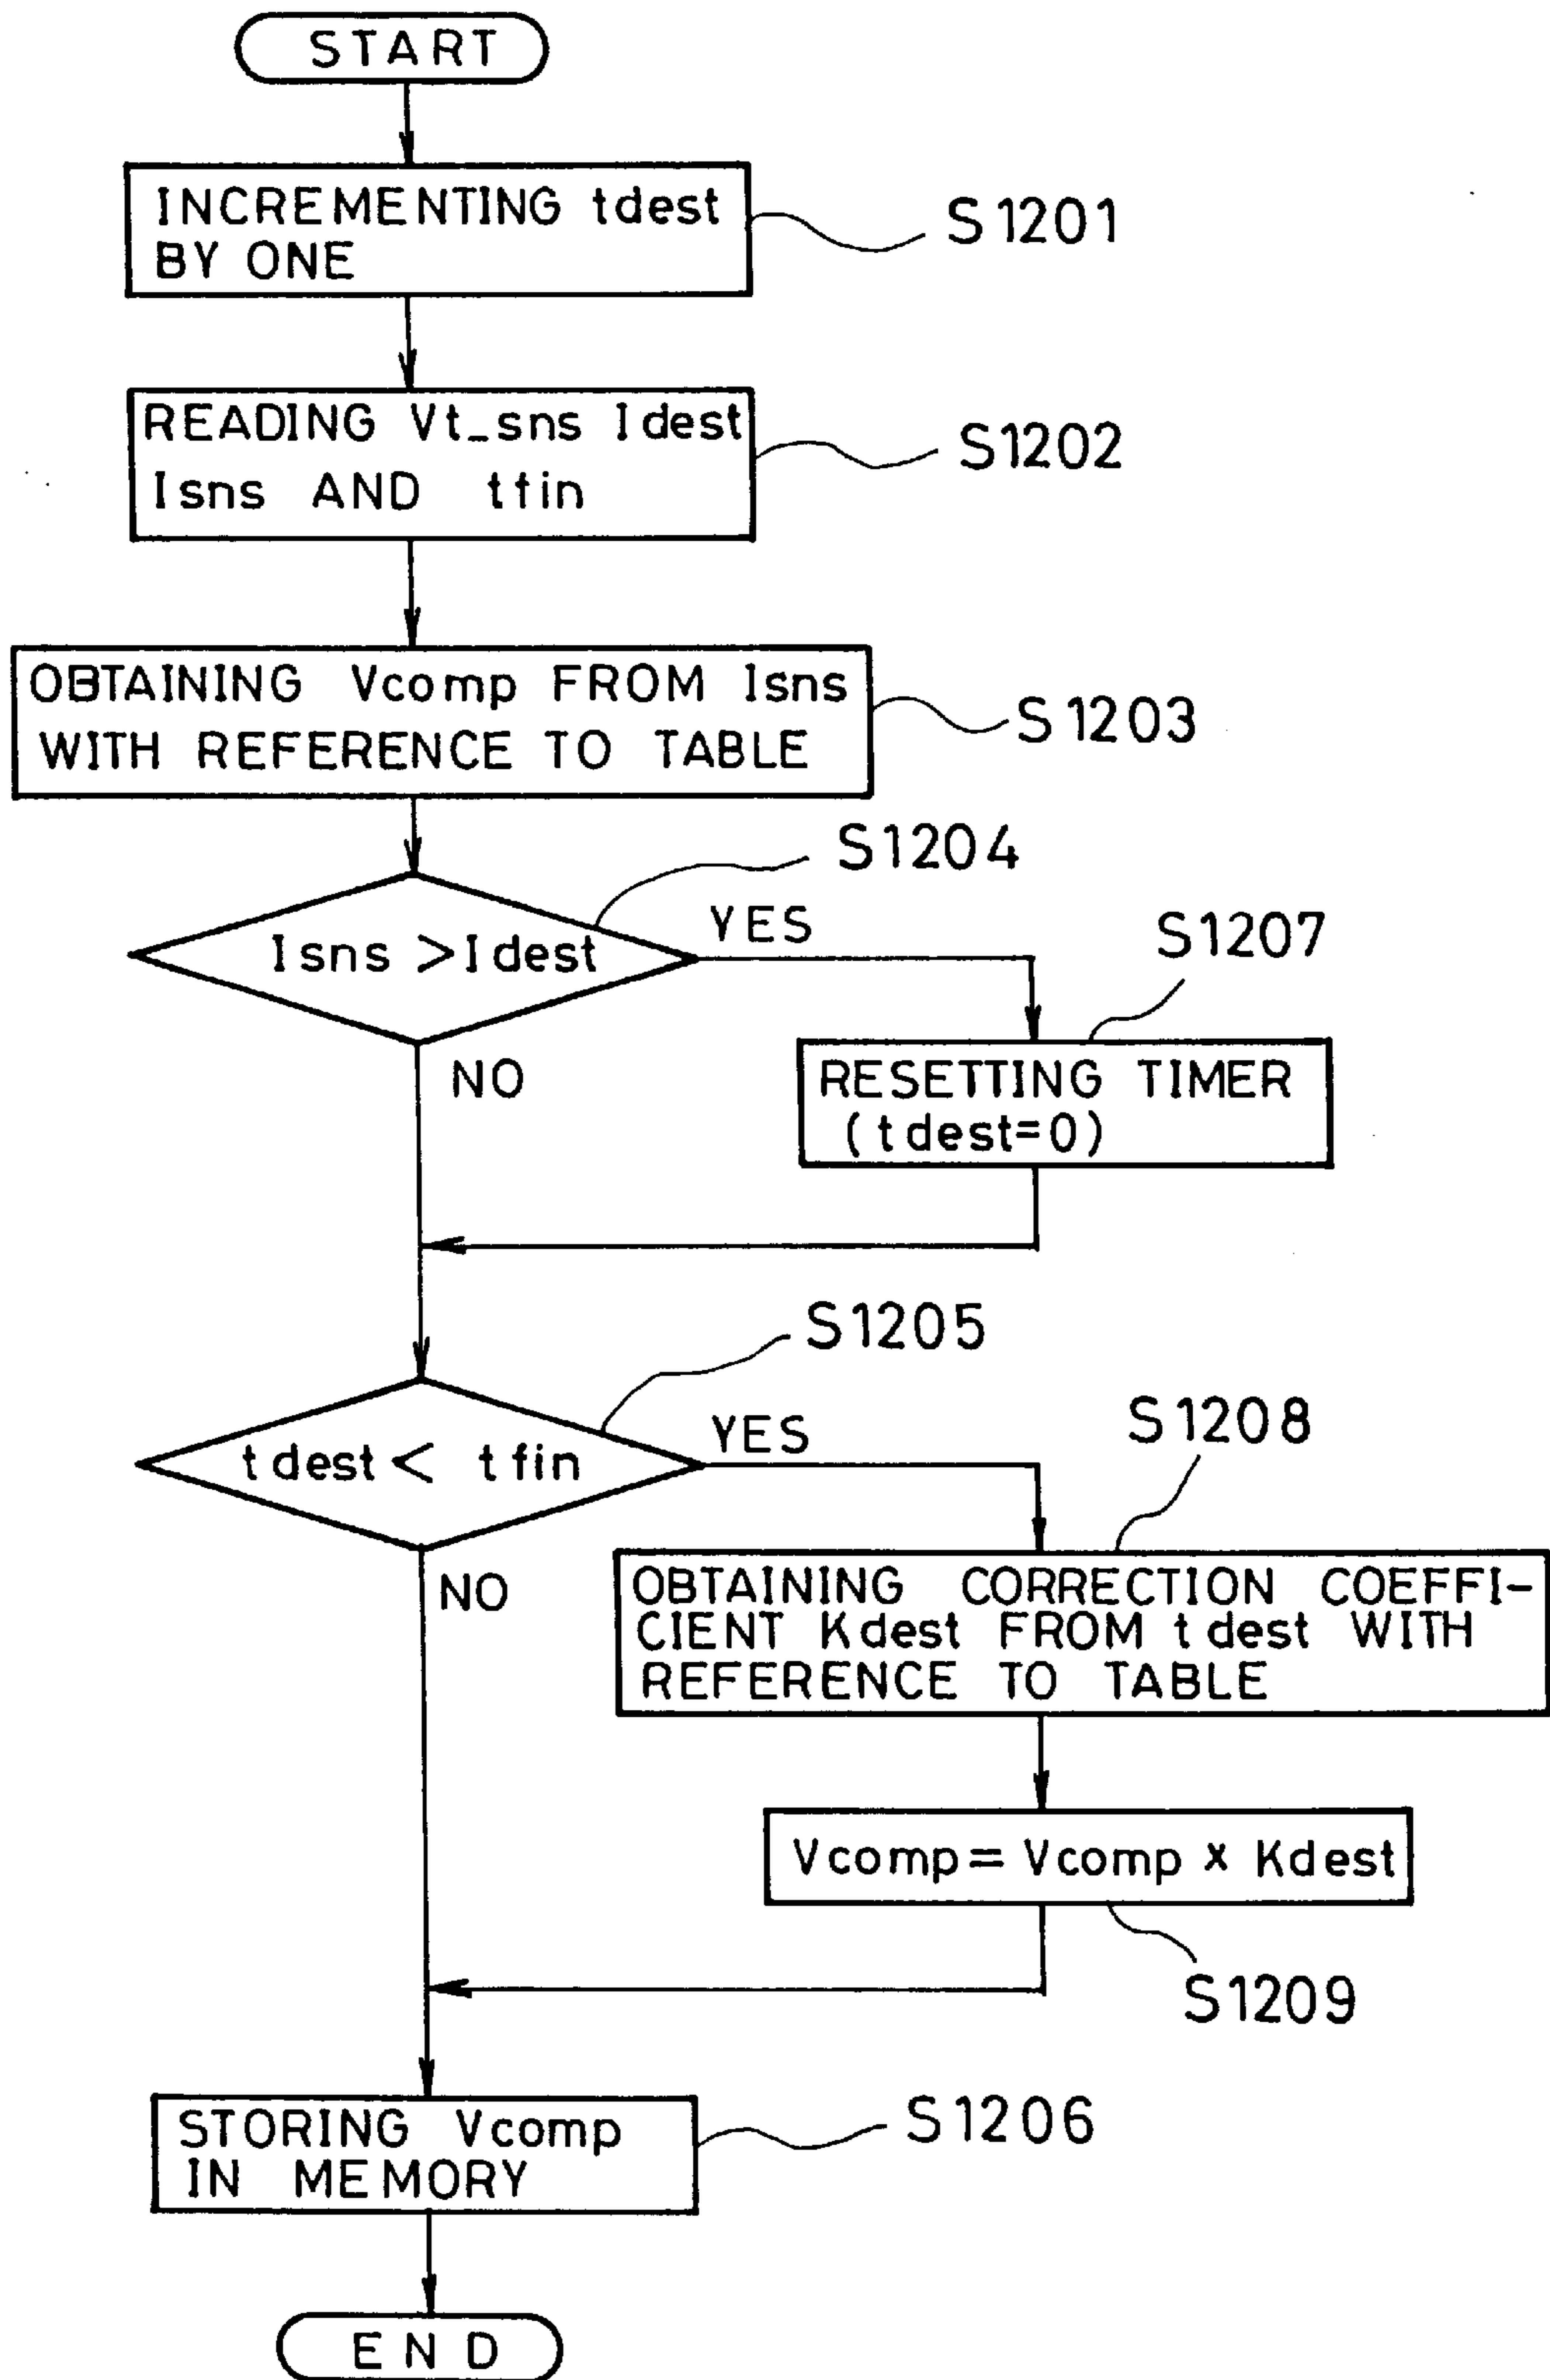 START
INCREMENTING tdest
BY ONE
S1201
READING Vt_sns Idest
Isns AND tfin
S1202
OBTAINING Vcomp FROM Isns
WITH REFERENCE TO TABLE
S1203
S1204
Isns >Idest
YES
NO
S1207
RESETTING TIMER
(tdest=0)
S1205
tdest < tfin
YES
NO
S1208
OBTAINING CORRECTION COEFFI-
CIENT Kdest FROM tdest WITH
REFERENCE TO TABLE
Vcomp = Vcomp x Kdest
S1209
STORING Vcomp
IN MEMORY
S1206
END